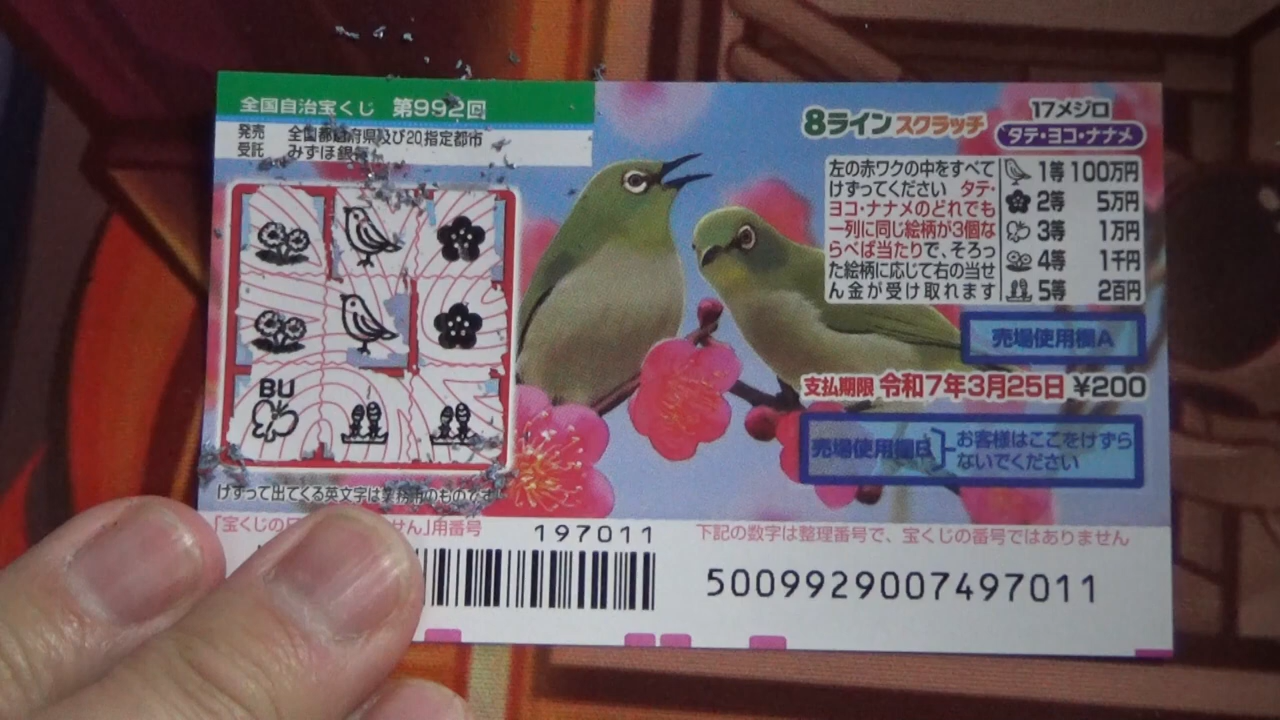 全国自治宝くじ 第992回
発売 全国都道府県及び20指定都市
受託 みずほ銀
BU
けずって出てくる英文字は業務用のものです
「宝くじの せん」用番号
197011
8ラインスクラッチ
17メジロ
タテ・ヨコ・ナナメ
左の赤ワクの中をすべて
けずってください タテ・
ヨコ・ナナメのどれでも
一列に同じ絵柄が3個な
らべば当たりで、そろっ
た絵柄に応じて右の当せ
ん金が受け取れます
1等 100万円
2等 5万円
3等 1万円
4等 1千円
5等 2百円
売場使用欄A
支払期限 令和7年3月25日 ¥200
売場使用欄B
お客様はここをけずら
ないでください
下記の数字は整理番号で、宝くじの番号ではありません
5009929007497011